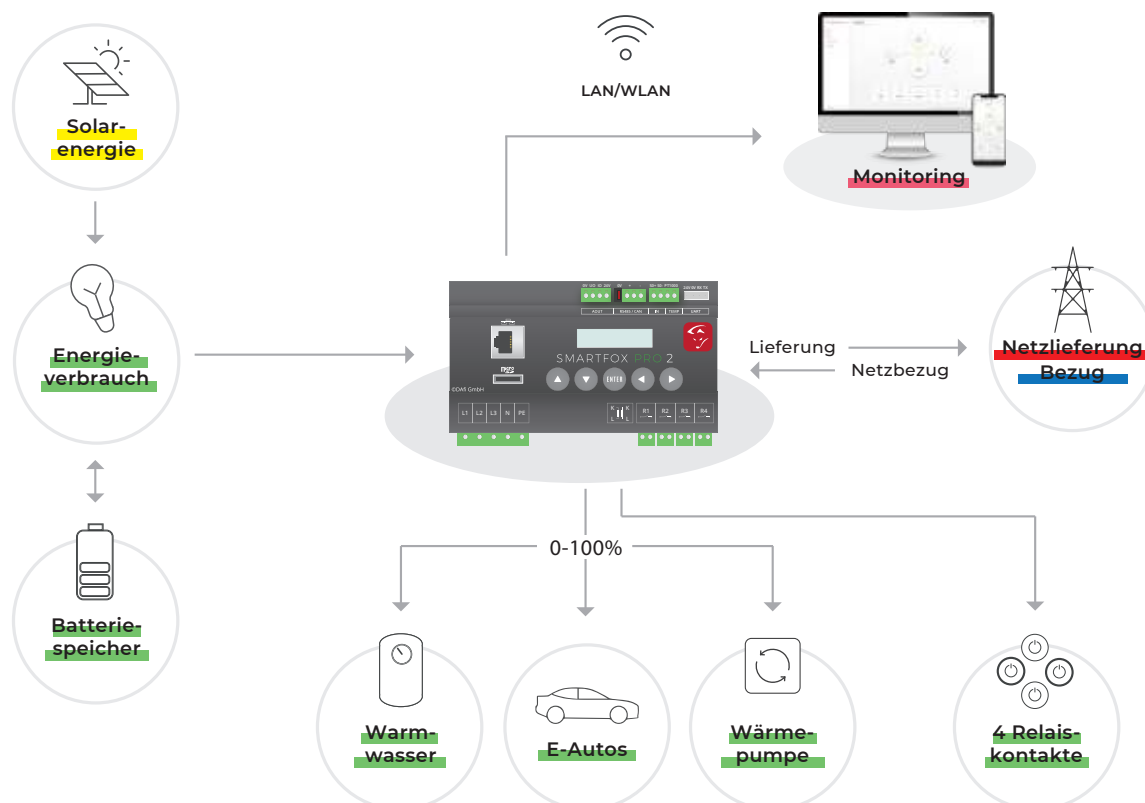 LAN/WLAN
Solar-
energie
Monitoring
Energie-
verbrauch
SMARTFOX PRO 2
ENTER
©DAfi GmbH
L1 L2 L3 N PE
K L K L R1 R2 R3 R4
Lieferung
Netzbezug
Netzlieferung
Bezug
0-100%
Batterie-
speicher
Warm-
wasser
E-Autos
Wärme-
pumpe
4 Relais-
kontakte